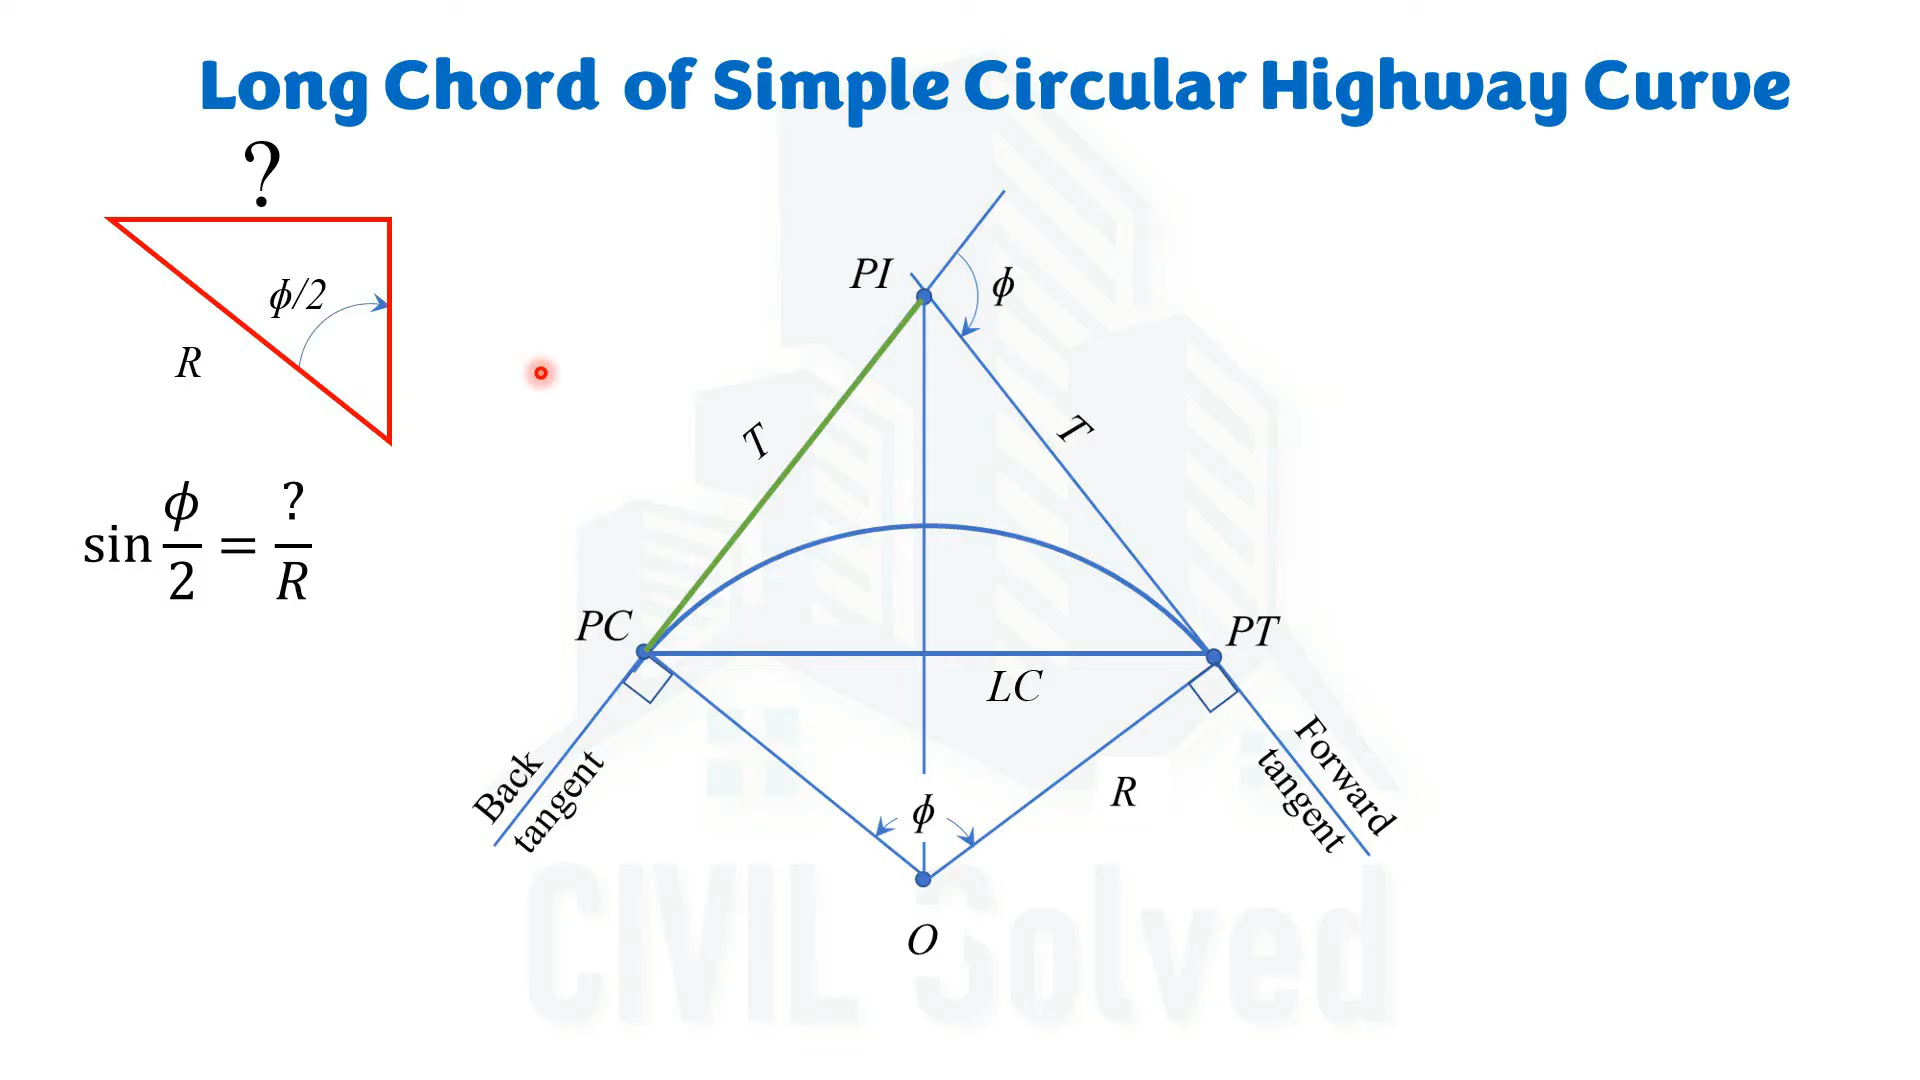 Long Chord of Simple Circular Highway Curve
?
ϕ/2
R
sin ϕ/2 = ?/R
PI
ϕ
T
T
PC
PT
LC
Back
tangent
Forward
tangent
ϕ
R
O
CIVIL Solved